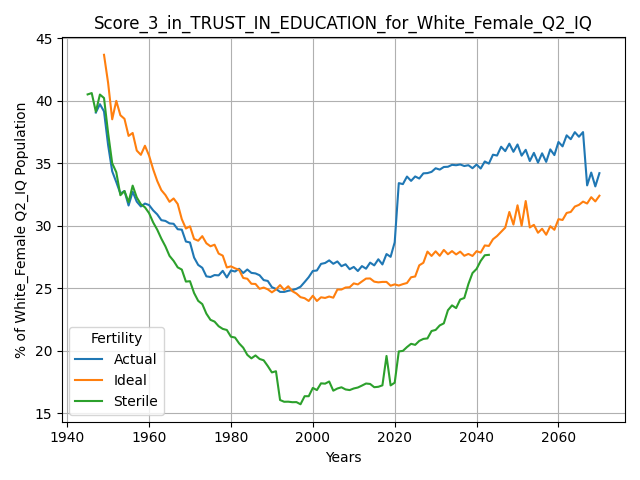 Score_3_in_TRUST_IN_EDUCATION_for_White_Female_Q2_IQ
% of White_Female Q2_IQ Population
45
40
35
30
25
20
15
Fertility
Actual
Ideal
Sterile
1940 1960 1980 2000 2020 2040 2060
Years